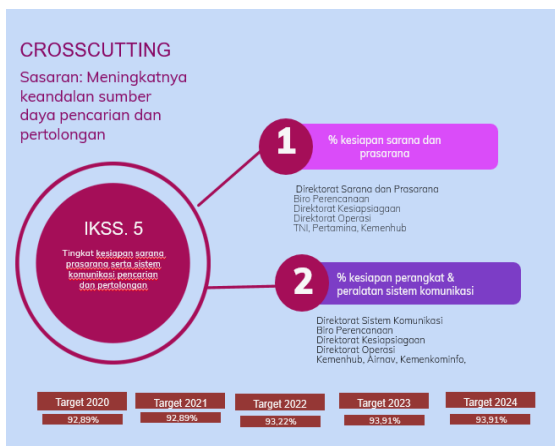 CROSSCUTTING
Sasaran: Meningkatnya
keandalan sumber
daya pencarian dan
pertolongan
IKSS. 5
Tingkat kesiapan sarana
prasarana serta sistem
komunikasi pencarian
dan pertolongan
1
% kesiapan sarana dan
prasarana
Direktorat Sarana dan Prasarana
Biro Perencanaan
Direktorat Kesiapsiagaan
Direktorat Operasi
TNI, Pertamina, Kemenhub
2
% kesiapan perangkat &
peralatan sistem komunikasi
Direktorat Sistem Komunikasi
Biro Perencanaan
Direktorat Kesiapsiagaan
Direktorat Operasi
Kemenhub, Airnav, Kemenkominfo,
Target 2020
92,89%
Target 2021
92,89%
Target 2022
93,22%
Target 2023
93,91%
Target 2024
93,91%